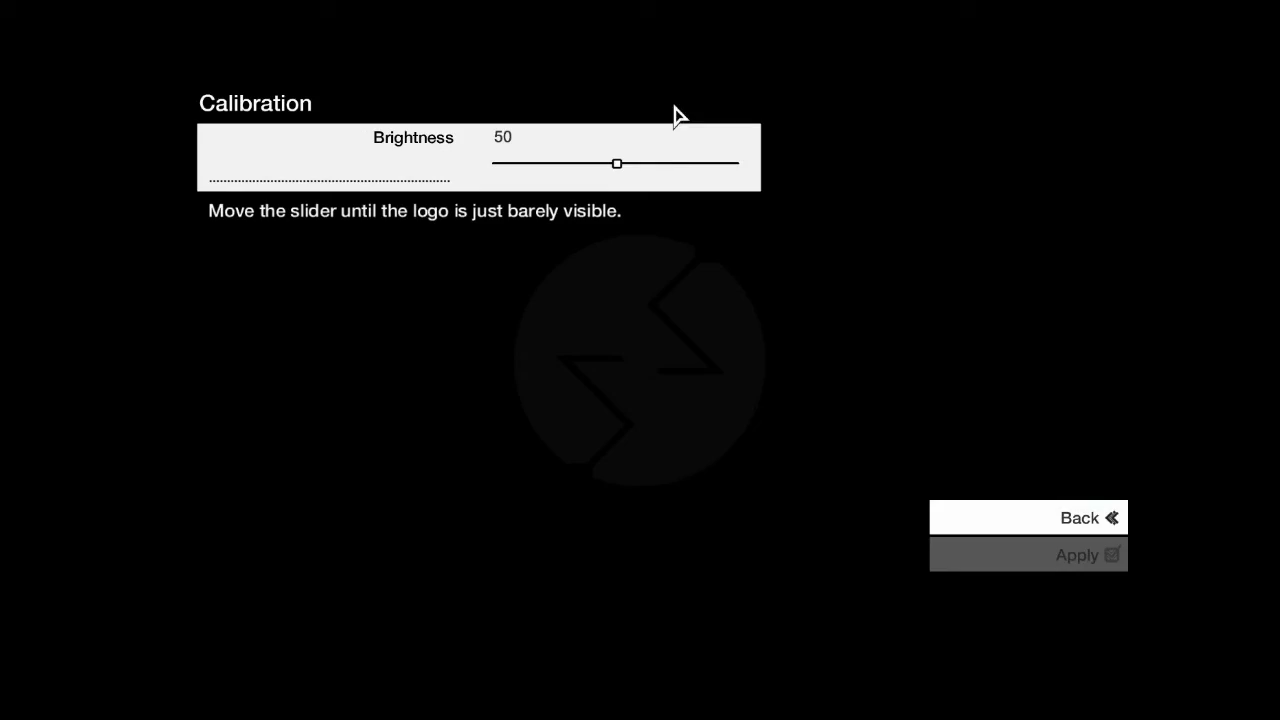 Calibration
Brightness 50
Move the slider until the logo is just barely visible.
Back
Apply